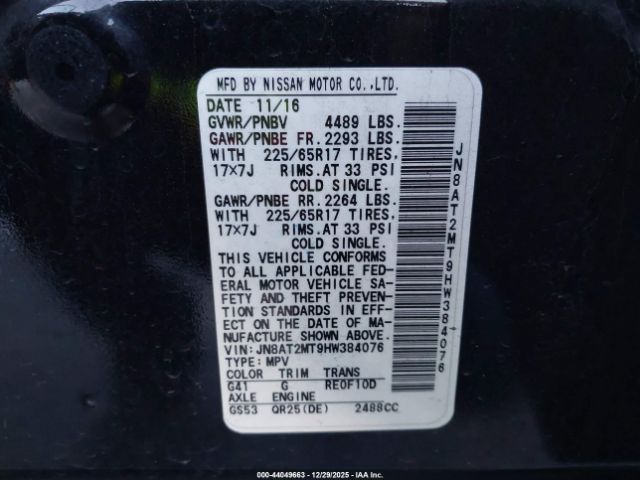 MFD BY NISSAN MOTOR CO.,LTD.
DATE 11/16
GVWR/PNBV 4489 LBS.
GAWR/PNBE FR. 2293 LBS.
WITH 225/65R17 TIRES,
17×7J RIMS.AT 33 PSI
COLD SINGLE.
GAWR/PNBE RR. 2264 LBS.
WITH 225/65R17 TIRES,
17×7J RIMS.AT 33 PSI
COLD SINGLE.
THIS VEHICLE CONFORMS
TO ALL APPLICABLE FED-
ERAL MOTOR VEHICLE SA-
FETY AND THEFT PREVEN-
TION STANDARDS IN EFF-
ECT ON THE DATE OF MA-
NUFACTURE SHOWN ABOVE.
VIN: JN8AT2MT9HW384076
TYPE: MPV
COLOR TRIM TRANS
G41 G RE0F10D
AXLE ENGINE
GS53 QR25(DE) 2488CC
JN8AT2MT9HW384076
000-44049663 - 12/29/2025 - IAA Inc.